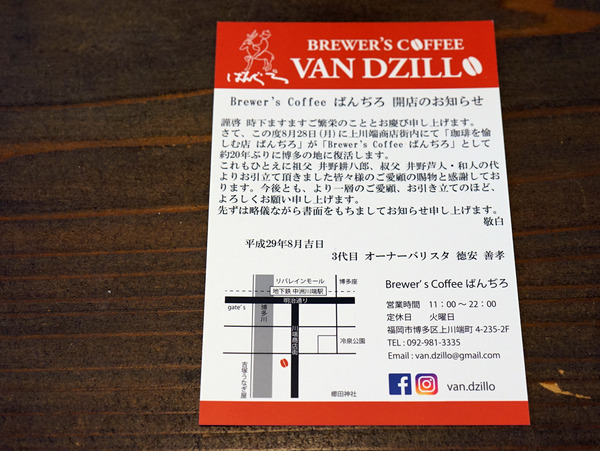 ばんぢろ
BREWER'S COFFEE
VAN DZILLO
Brewer's Coffee ばんぢろ 開店のお知らせ
謹啓 時下ますますご繁栄のこととお慶び申し上げます。
さて、この度8月28日(月)に上川端商店街内にて「珈琲を愉
しむ店 ばんぢろ」が「Brewer's Coffee ばんぢろ」として
約20年ぶりに博多の地に復活します。
これもひとえに祖父 井野耕八郎、叔父 井野芦人・和人の代
よりお引立て頂きました皆々様のご愛顧の賜物と感謝してお
ります。今後とも、より一層のご愛顧、お引き立てのほど、
よろしくお願い申し上げます。
先ずは略儀ながら書面をもちましてお知らせ申し上げます。
敬白
平成29年8月吉日
3代目 オーナーバリスタ 徳安 善孝
リバレインモール
博多座
地下鉄 中洲川端駅
明治通り
gate's
博多川
川端商店街
冷泉公園
吉塚うなぎ屋
櫛田神社
Brewer's Coffee ばんぢろ
営業時間 11:00～22:00
定休日 火曜日
福岡市博多区上川端町 4-235-2F
TEL : 092-981-3335
Email : van.dzillo@gmail.com
van.dzillo